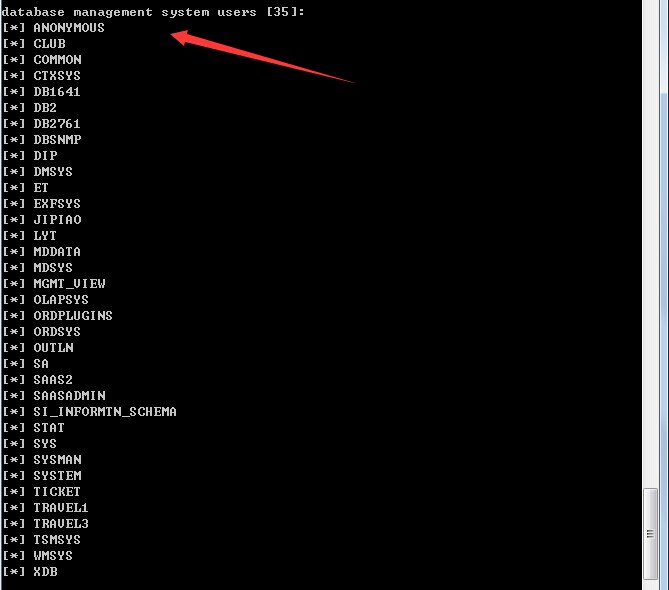 database management system users [35]:
[*] ANONYMOUS
[*] CLUB
[*] COMMON
[*] CTXSYS
[*] DB1641
[*] DB2
[*] DB2761
[*] DBSNMP
[*] DIP
[*] DMSYS
[*] ET
[*] EXFSYS
[*] JIPIAO
[*] LYT
[*] MDDATA
[*] MDSYS
[*] MGMT_VIEW
[*] OLAPSYS
[*] ORDPLUGINS
[*] ORDSYS
[*] OUTLN
[*] SA
[*] SAAS2
[*] SAASADMIN
[*] SI_INFORMTN_SCHEMA
[*] STAT
[*] SYS
[*] SYSMAN
[*] SYSTEM
[*] TICKET
[*] TRAVEL1
[*] TRAVEL3
[*] TSMSYS
[*] WMSYS
[*] XDB